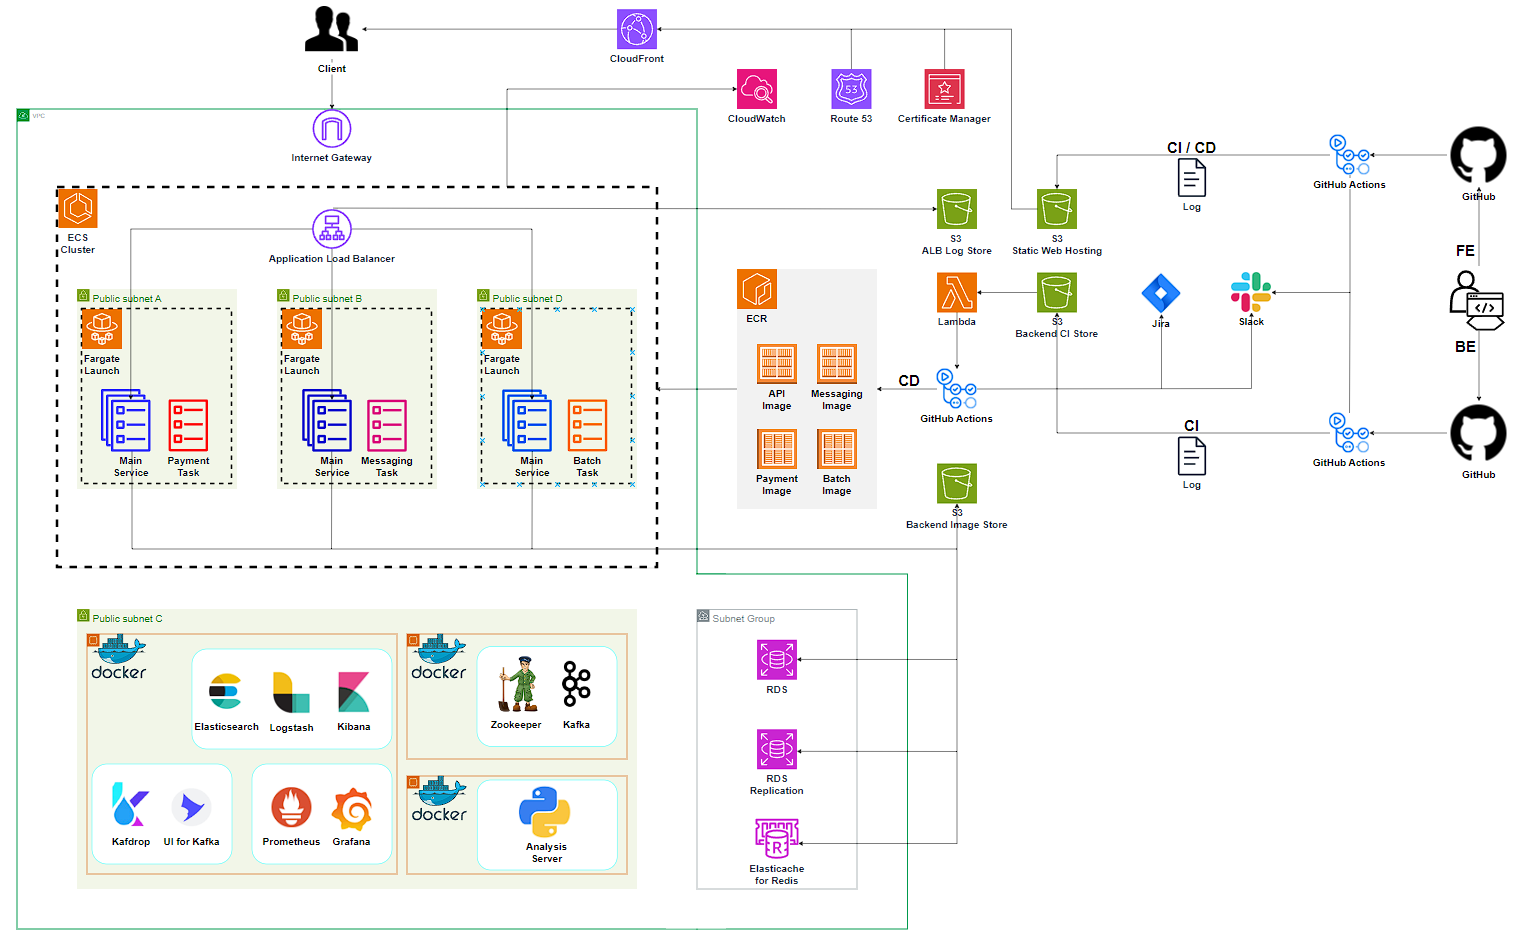 Client
CloudFront
CloudWatch
53
Route 53
Certificate Manager
VPC
Internet Gateway
CI / CD
Log
GitHub Actions
GitHub
ECS
Cluster
Application Load Balancer
S3
ALB Log Store
S3
Static Web Hosting
FE
Public subnet A
Public subnet B
Public subnet D
Fargate
Launch
Fargate
Launch
Fargate
Launch
Main
Service
Payment
Task
Main
Service
Messaging
Task
Main
Service
Batch
Task
ECR
API
Image
Messaging
Image
Payment
Image
Batch
Image
Lambda
S3
Backend CI Store
Jira
Slack
BE
CD
GitHub Actions
CI
Log
GitHub Actions
GitHub
S3
Backend Image Store
Public subnet C
docker
Elasticsearch
Logstash
Kibana
Kafdrop
UI for Kafka
Prometheus
Grafana
docker
Zookeeper
Kafka
docker
Analysis
Server
Subnet Group
RDS
RDS
Replication
R
Elasticache
for Redis